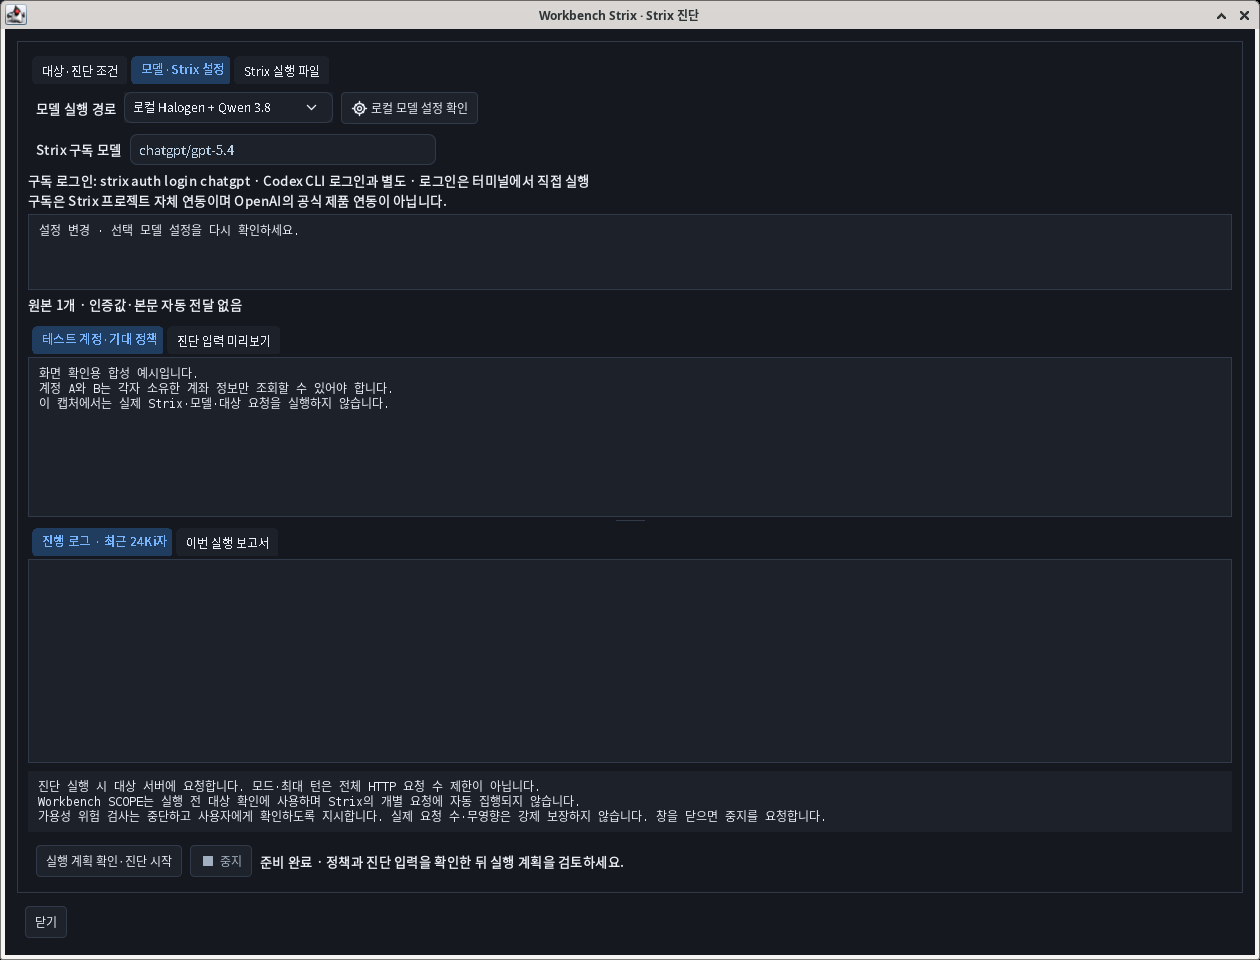 Workbench Strix · Strix 진단
대상·진단 조건
모델·Strix 설정
Strix 실행 파일
모델 실행 경로
로컬 Halogen + Qwen 3.8
로컬 모델 설정 확인
Strix 구독 모델
chatgpt/gpt-5.4
구독 로그인: strix auth login chatgpt · Codex CLI 로그인과 별도 · 로그인은 터미널에서 직접 실행
구독은 Strix 프로젝트 자체 연동이며 OpenAI의 공식 제품 연동이 아닙니다.
설정 변경 · 선택 모델 설정을 다시 확인하세요.
원본 1개 · 인증값·본문 자동 전달 없음
테스트 계정·기대 정책
진단 입력 미리보기
화면 확인용 합성 예시입니다.
계정 A와 B는 각자 소유한 계좌 정보만 조회할 수 있어야 합니다.
이 캡처에서는 실제 Strix·모델·대상 요청을 실행하지 않습니다.
진행 로그 · 최근 24Ki자
이번 실행 보고서
진단 실행 시 대상 서버에 요청합니다. 모드·최대 턴은 전체 HTTP 요청 수 제한이 아닙니다.
Workbench SCOPE는 실행 전 대상 확인에 사용하며 Strix의 개별 요청에 자동 집행되지 않습니다.
가용성 위험 검사는 중단하고 사용자에게 확인하도록 지시합니다. 실제 요청 수·무영향은 강제 보장하지 않습니다. 창을 닫으면 중지를 요청합니다.
실행 계획 확인·진단 시작
중지
준비 완료 · 정책과 진단 입력을 확인한 뒤 실행 계획을 검토하세요.
닫기